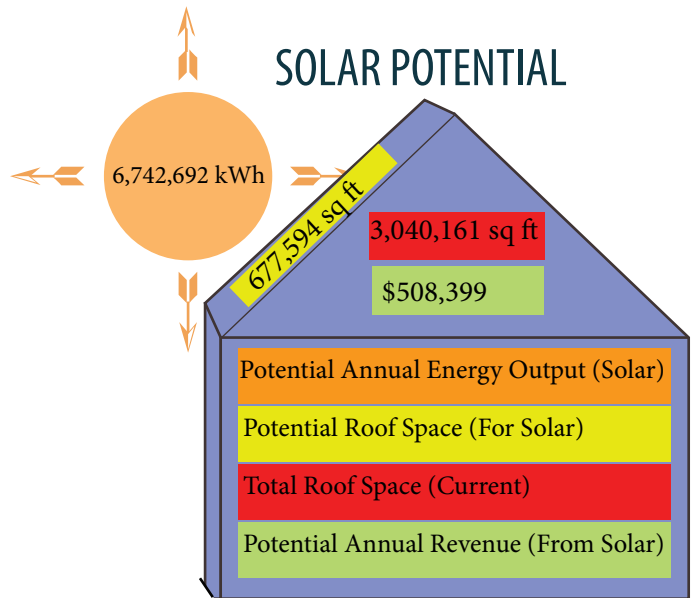 SOLAR POTENTIAL
6,742,692 kWh
677,594 sq ft
3,040,161 sq ft
$508,399
Potential Annual Energy Output (Solar)
Potential Roof Space (For Solar)
Total Roof Space (Current)
Potential Annual Revenue (From Solar)